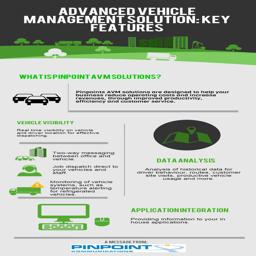 ADVANCED VEHICLE
MANAGEMENT SOLUTION: KEY
FEATURES
WHAT IS PINPOINT AVM SOLUTIONS?
Pinpoints AVM solutions are designed to help your
business reduce operating costs and increase
revenues, through improved productivity,
efficiency and customer service.
VEHICLE VISIBILITY
Real time visibility on vehicle
and driver location for effective
dispatching.
Two-way messaging
between office and
vehicle.
Job dispatch direct to
your vehicles and
staff.
Monitoring of vehicle
systems, such as
temperature alerting
for refrigerated
vehicles.
DATA ANALYSIS
Analysis of historical data for
driver behaviour, routes, customer
site visits, productive vehicle
usage and more.
APPLICATION INTEGRATION
Providing information to your in
house applications.
A MESSAGE FROM:
PINPOINT
COMMUNICATIONS